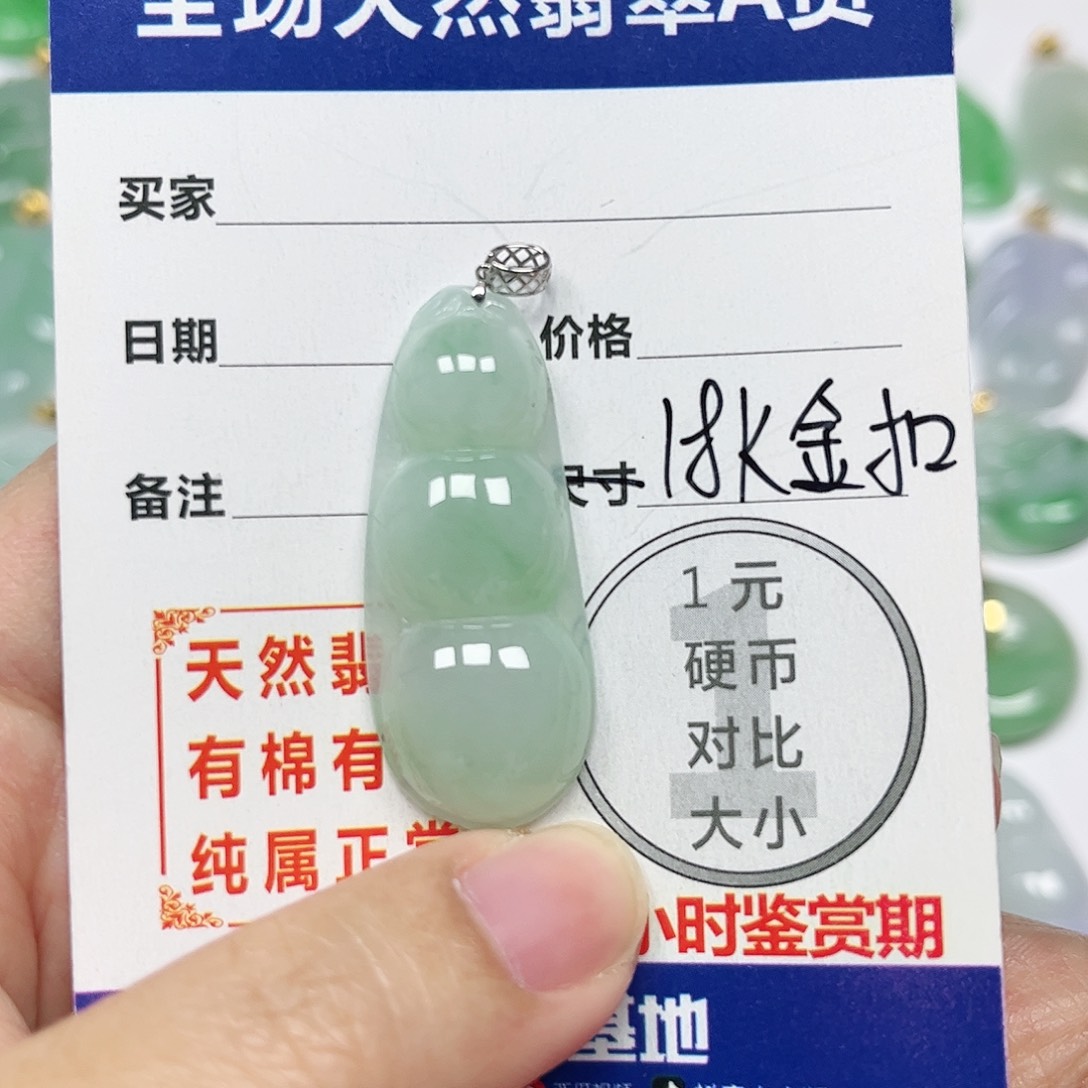 全场天然翡翠A货
买家
日期
价格
备注
尺寸 18K金扣
天然翡
有棉有
纯属正常
1元
硬币
对比
大小
小时鉴赏期
基地